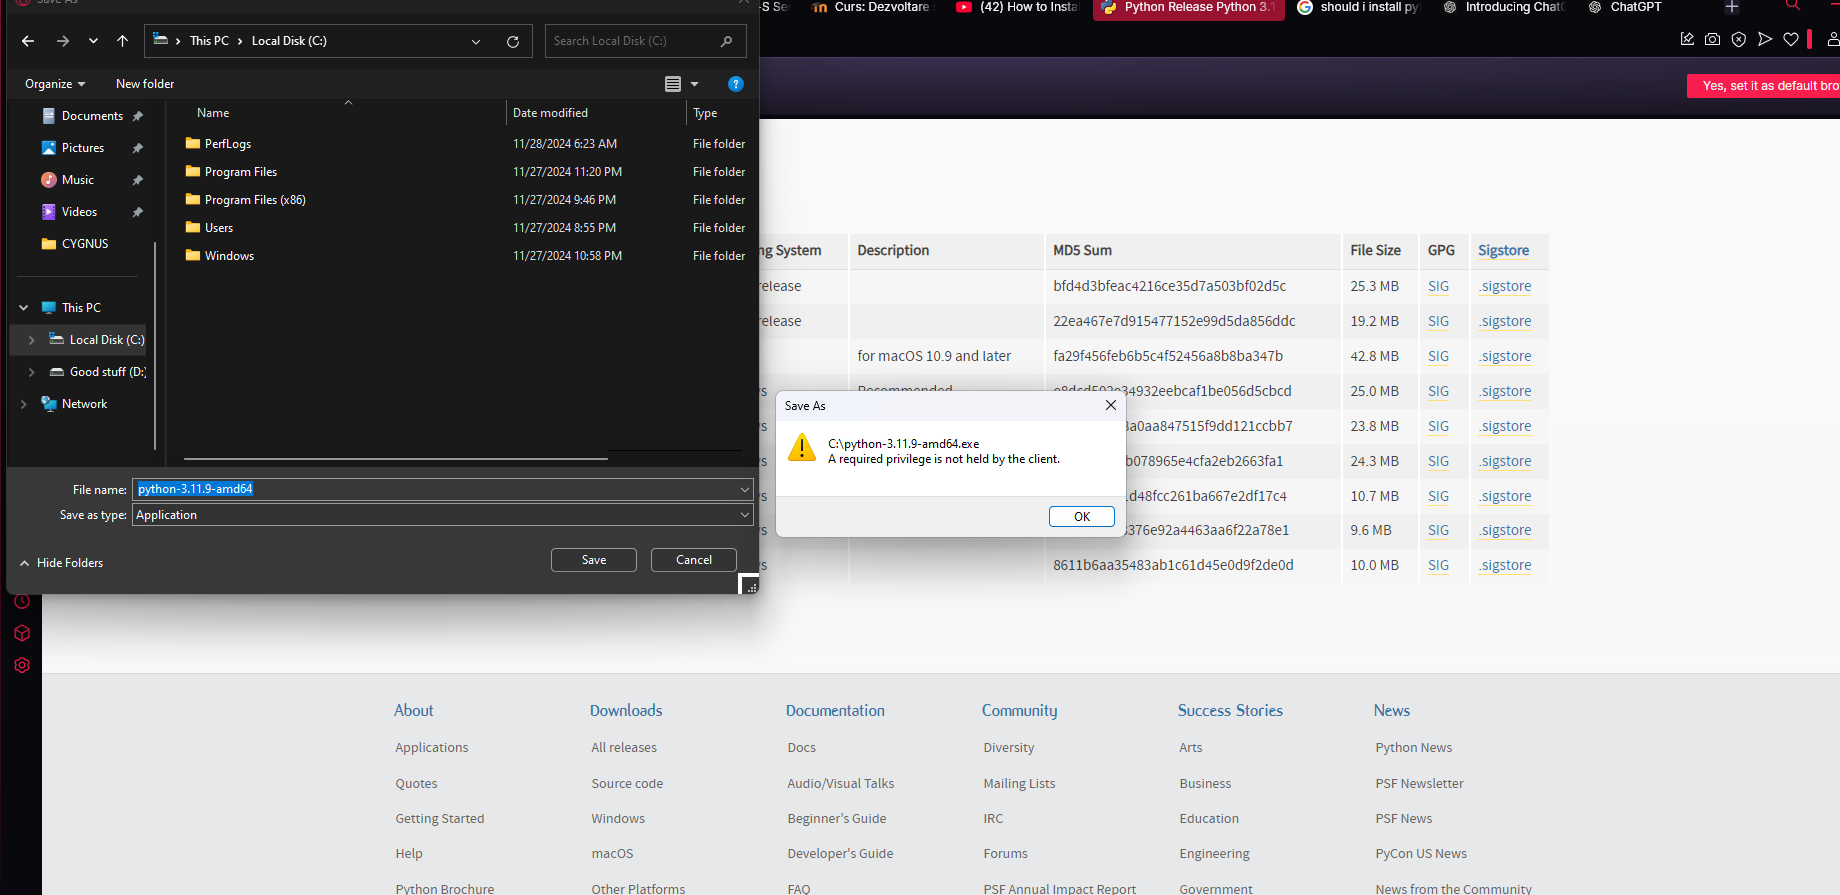 Save As
-S Se
Curs: Dezvoltare
(42) How to Insta
Python Release Python 3.1
should i install py
Introducing Chat
ChatGPT
This PC
Local Disk (C:)
Search Local Disk (C:)
Organize
New folder
Yes, set it as default bro
Name
Date modified
Type
Documents
Pictures
Music
Videos
CYGNUS
This PC
Local Disk (C:)
Good stuff (D:)
Network
PerfLogs 11/28/2024 6:23 AM File folder
Program Files 11/27/2024 11:20 PM File folder
Program Files (x86) 11/27/2024 9:46 PM File folder
Users 11/27/2024 8:55 PM File folder
Windows 11/27/2024 10:58 PM File folder
File name: python-3.11.9-amd64
Save as type: Application
Hide Folders
Save
Cancel
ng System Description MD5 Sum File Size GPG Sigstore
release bfd4d3bfeac4216ce35d7a503bf02d5c 25.3 MB SIG .sigstore
release 22ea467e7d915477152e99d5da856ddc 19.2 MB SIG .sigstore
for macOS 10.9 and later fa29f456feb6b5c4f52456a8b8ba347b 42.8 MB SIG .sigstore
s Recommended e8dcd502e34932eebcaf1be056d5cbcd 25.0 MB SIG .sigstore
s a0aa847515f9dd121ccbb7 23.8 MB SIG .sigstore
s b078965e4cfa2eb2663fa1 24.3 MB SIG .sigstore
s d48fcc261ba667e2df17c4 10.7 MB SIG .sigstore
s 376e92a4463aa6f22a78e1 9.6 MB SIG .sigstore
s 8611b6aa35483ab1c61d45e0d9f2de0d 10.0 MB SIG .sigstore
Save As
C:\python-3.11.9-amd64.exe
A required privilege is not held by the client.
OK
About
Applications
Quotes
Getting Started
Help
Python Brochure
Downloads
All releases
Source code
Windows
macOS
Other Platforms
Documentation
Docs
Audio/Visual Talks
Beginner's Guide
Developer's Guide
FAQ
Community
Diversity
Mailing Lists
IRC
Forums
PSF Annual Impact Report
Success Stories
Arts
Business
Education
Engineering
Government
News
Python News
PSF Newsletter
PSF News
PyCon US News
News from the Community